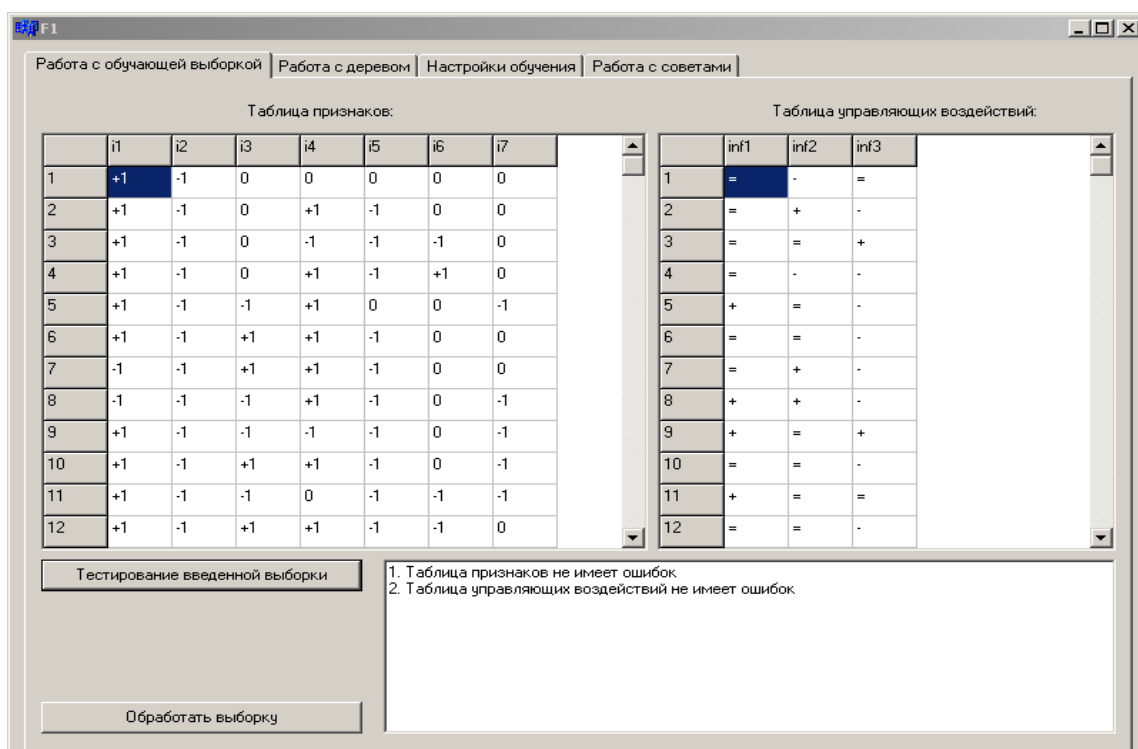 F1
Работа с обучающей выборкой Работа с деревом Настройки обучения Работа с советами
Таблица признаков: Таблица управляющих воздействий:
i1 i2 i3 i4 i5 i6 i7 inf1 inf2 inf3
1 +1 -1 0 0 0 0 0 1 = - =
2 +1 -1 0 +1 -1 0 0 2 = + -
3 +1 -1 0 -1 -1 -1 0 3 = = +
4 +1 -1 0 +1 -1 +1 0 4 = - -
5 +1 -1 -1 +1 0 0 -1 5 + = -
6 +1 -1 +1 +1 -1 0 0 6 = = -
7 -1 -1 +1 +1 -1 0 0 7 = + -
8 -1 -1 -1 +1 -1 0 -1 8 + + -
9 +1 -1 -1 -1 -1 0 -1 9 + = +
10 +1 -1 +1 +1 -1 0 -1 10 = = -
11 +1 -1 -1 0 -1 -1 -1 11 + = =
12 +1 -1 +1 +1 -1 -1 0 12 = = -
Тестирование введенной выборки
1. Таблица признаков не имеет ошибок
2. Таблица управляющих воздействий не имеет ошибок
Обработать выборку